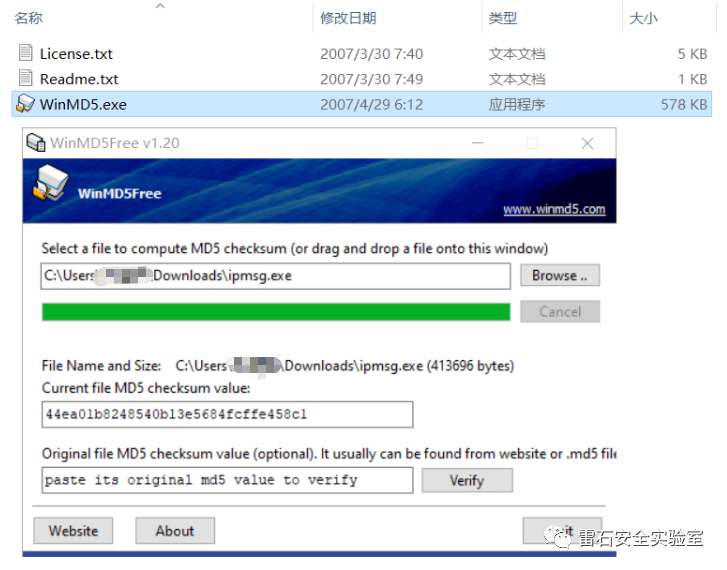 名称 修改日期 类型 大小
License.txt 2007/3/30 7:40 文本文档 5 KB
Readme.txt 2007/3/30 7:49 文本文档 1 KB
WinMD5.exe 2007/4/29 6:12 应用程序 578 KB
WinMD5Free v1.20
WinMD5Free
www.winmd5.com
Select a file to compute MD5 checksum (or drag and drop a file onto this window)
C:\Users \Downloads\ipmsg.exe Browse ..
Cancel
File Name and Size: C:\Users \Downloads\ipmsg.exe (413696 bytes)
Current file MD5 checksum value:
44ea01b8248540b13e5684fcffe458c1
Original file MD5 checksum value (optional). It usually can be found from website or .md5 file
paste its original md5 value to verify Verify
Website About
雷石安全实验室